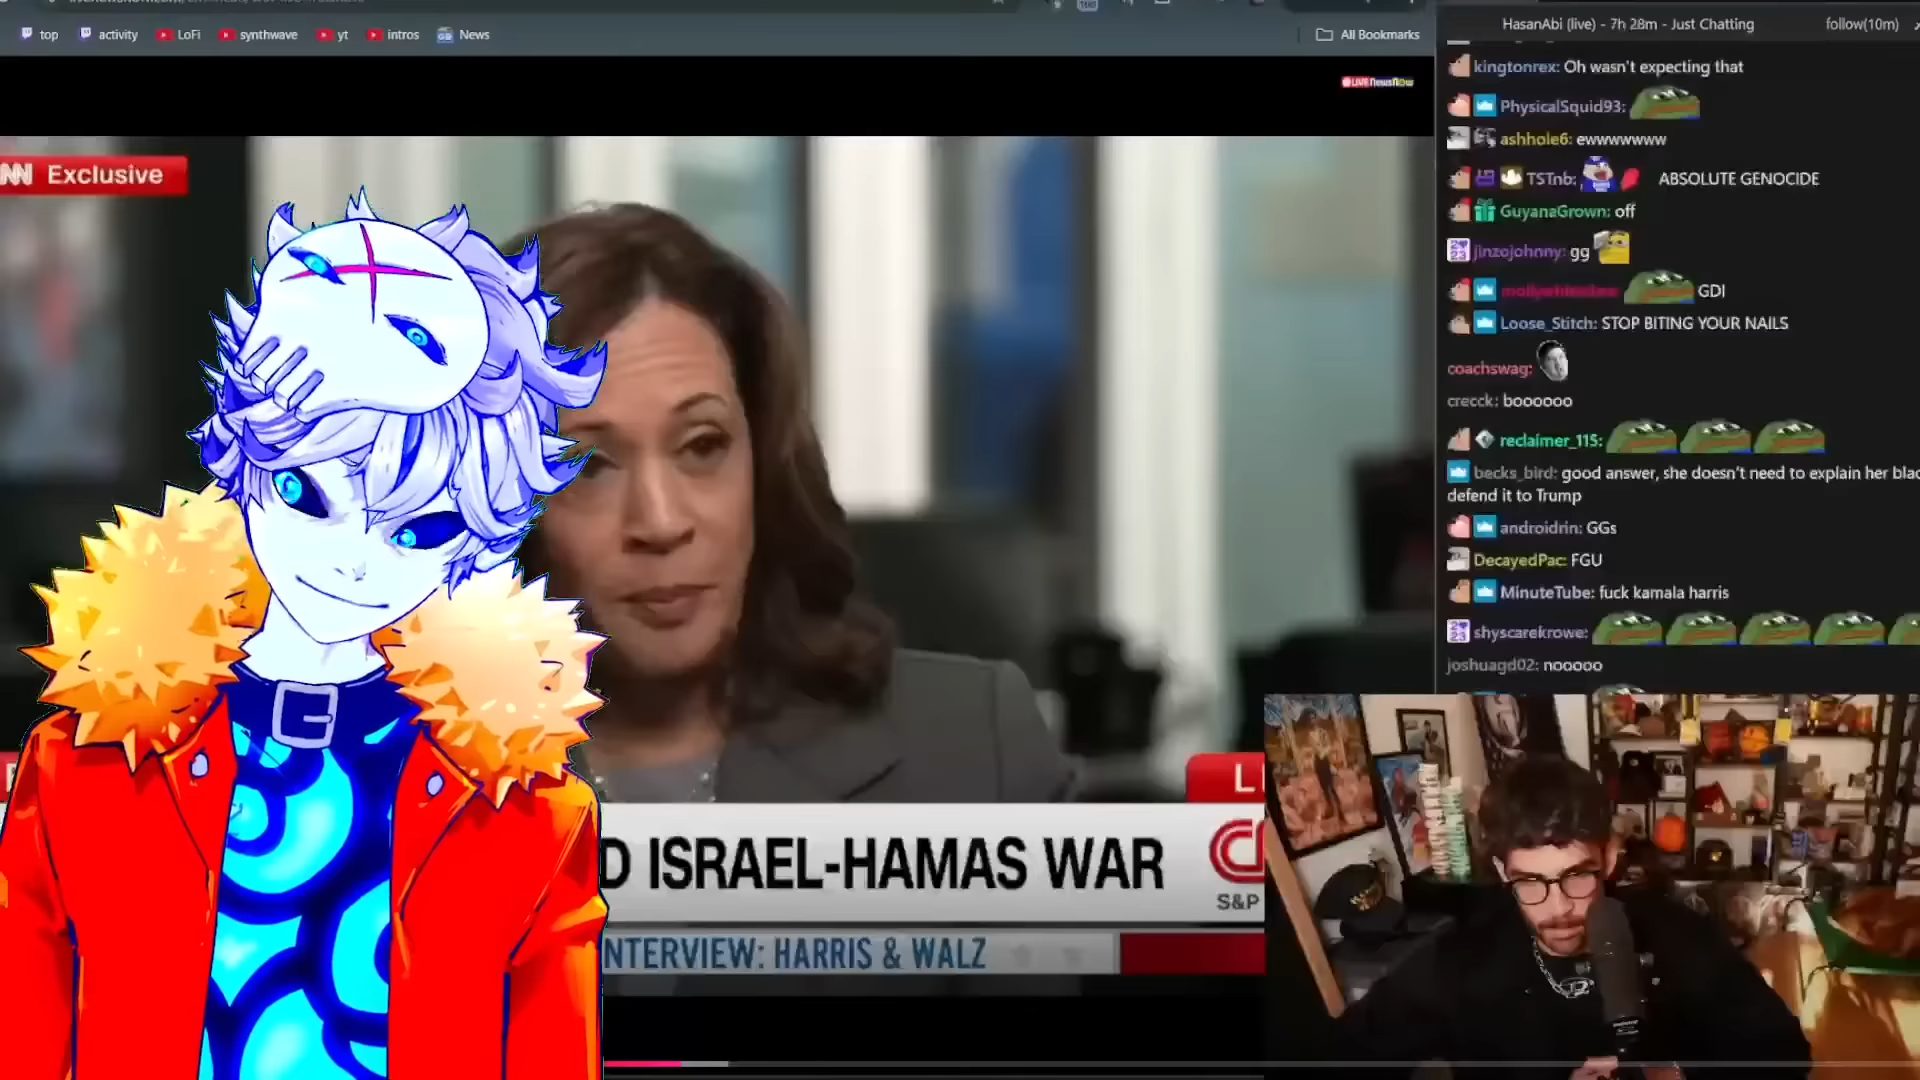 top
activity
LoFi
synthwave
yt
intros
News
All Bookmarks
HasanAbi (live) - 7h 28m - Just Chatting
follow(10m)
LIVENewsNow
NN Exclusive
kingtonrex: Oh wasn't expecting that
PhysicalSquid93:
ashhole6: ewwwwwww
TSTnb: ABSOLUTE GENOCIDE
GuyanaGrown: off
jinzojohnny: gg
GDI
Loose_Stitch: STOP BITING YOUR NAILS
coachswag:
crecck: boooooo
reclaimer_115:
becks_bird: good answer, she doesn't need to explain her blac
defend it to Trump
androidrin: GGs
DecayedPac: FGU
MinuteTube: fuck kamala harris
shyscarekrowe:
joshuagd02: nooooo
D ISRAEL-HAMAS WAR
S&P
NTERVIEW: HARRIS & WALZ